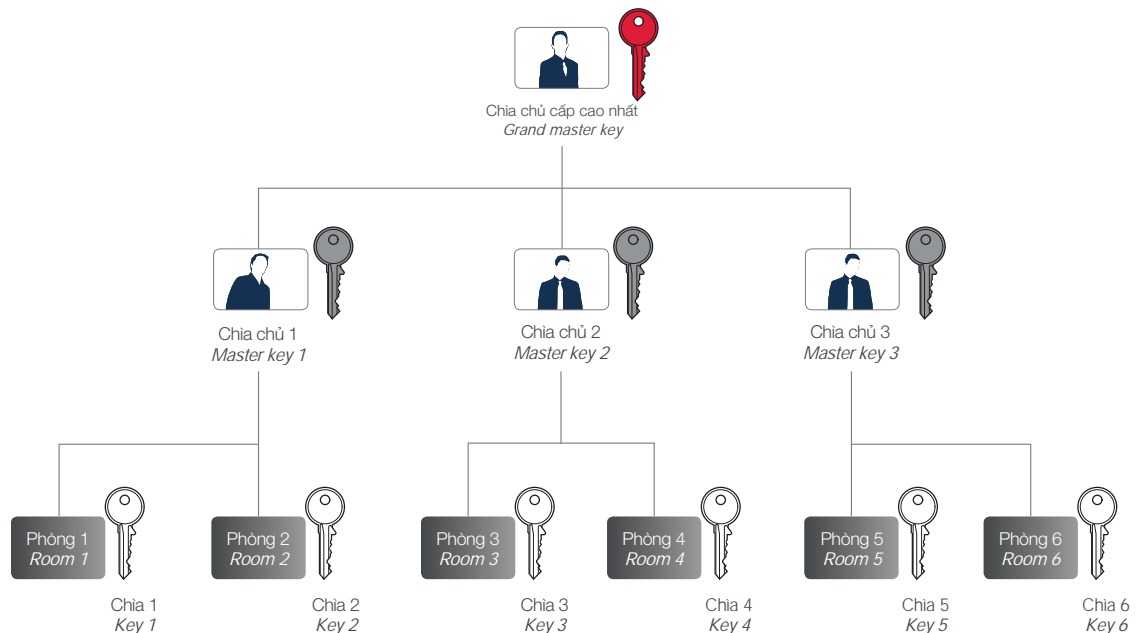 Chìa chủ cấp cao nhất
Grand master key
Chìa chủ 1
Master key 1
Chìa chủ 2
Master key 2
Chìa chủ 3
Master key 3
Phòng 1
Room 1
Phòng 2
Room 2
Phòng 3
Room 3
Phòng 4
Room 4
Phòng 5
Room 5
Phòng 6
Room 6
Chìa 1
Key 1
Chìa 2
Key 2
Chìa 3
Key 3
Chìa 4
Key 4
Chìa 5
Key 5
Chìa 6
Key 6